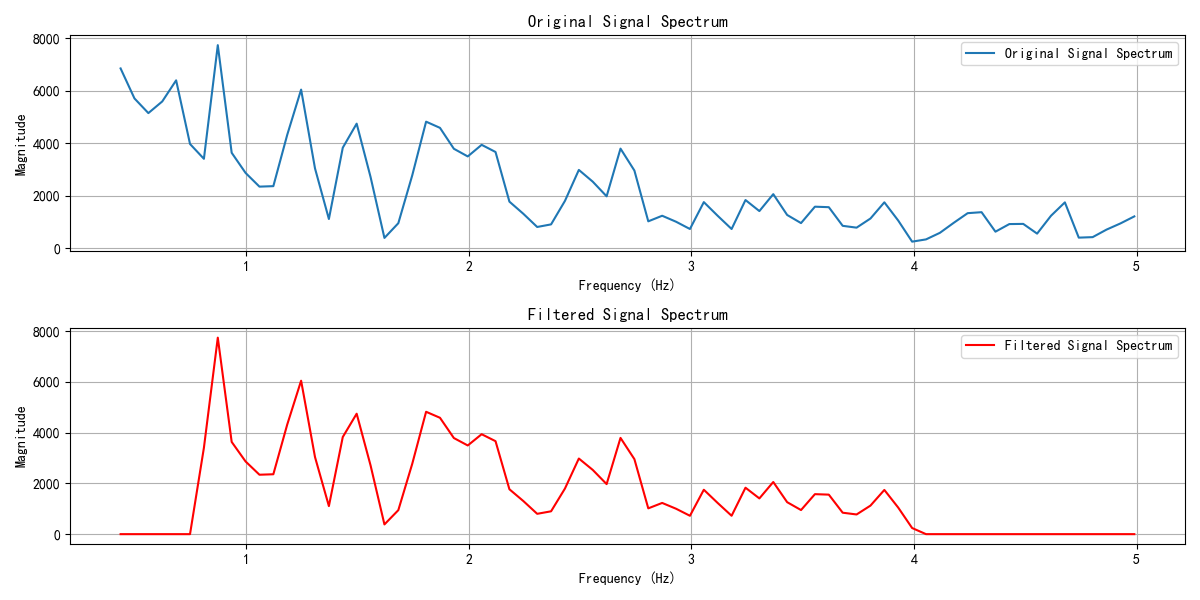 Original Signal Spectrum
8000
6000
4000
2000
0
Magnitude
Original Signal Spectrum
1
2
3
4
5
Frequency (Hz)
Filtered Signal Spectrum
8000
6000
4000
2000
0
Magnitude
Filtered Signal Spectrum
1
2
3
4
5
Frequency (Hz)